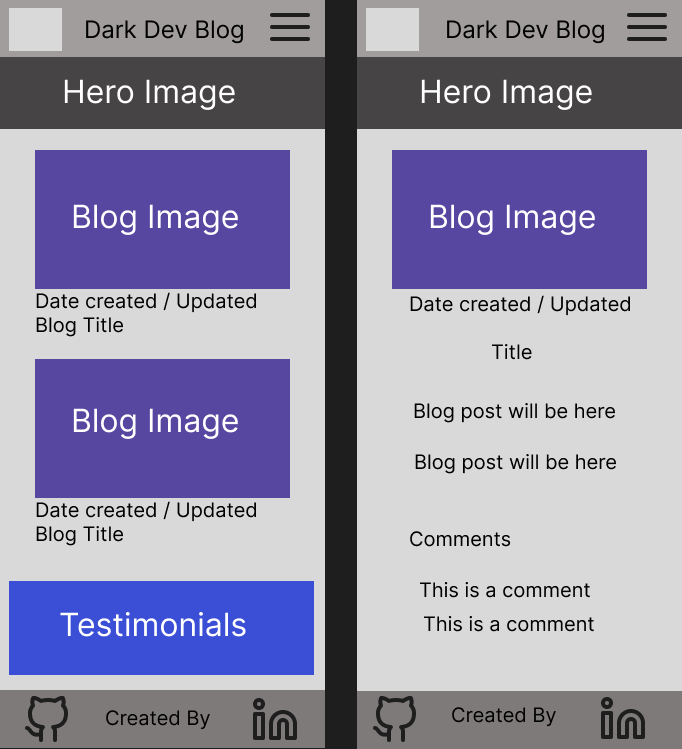 Dark Dev Blog
Hero Image
Blog Image
Date created / Updated
Blog Title
Blog Image
Date created / Updated
Blog Title
Testimonials
Created By
Dark Dev Blog
Hero Image
Blog Image
Date created / Updated
Title
Blog post will be here
Blog post will be here
Comments
This is a comment
This is a comment
Created By